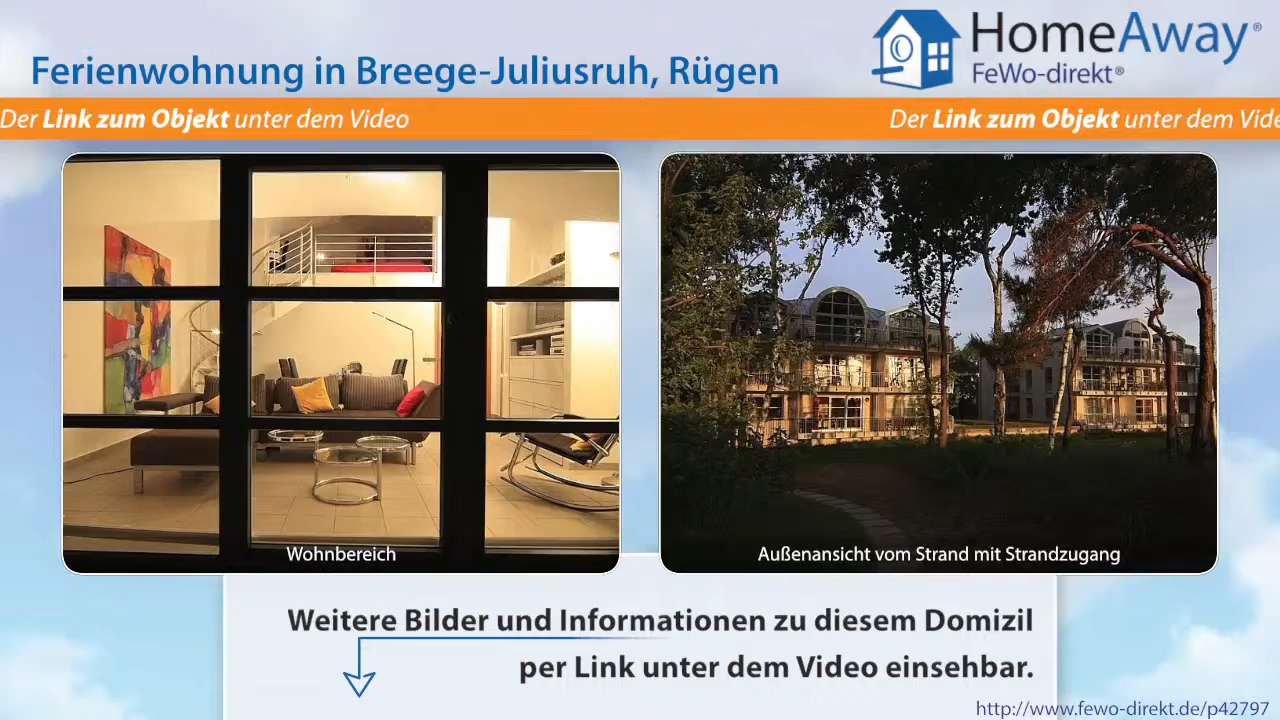 HomeAway®
FeWo-direkt®
Ferienwohnung in Breege-Juliusruh, Rügen
Der Link zum Objekt unter dem Video
Der Link zum Objekt unter dem Vide
Wohnbereich
Außenansicht vom Strand mit Strandzugang
Weitere Bilder und Informationen zu diesem Domizil
per Link unter dem Video einsehbar.
http://www.fewo-direkt.de/p42797